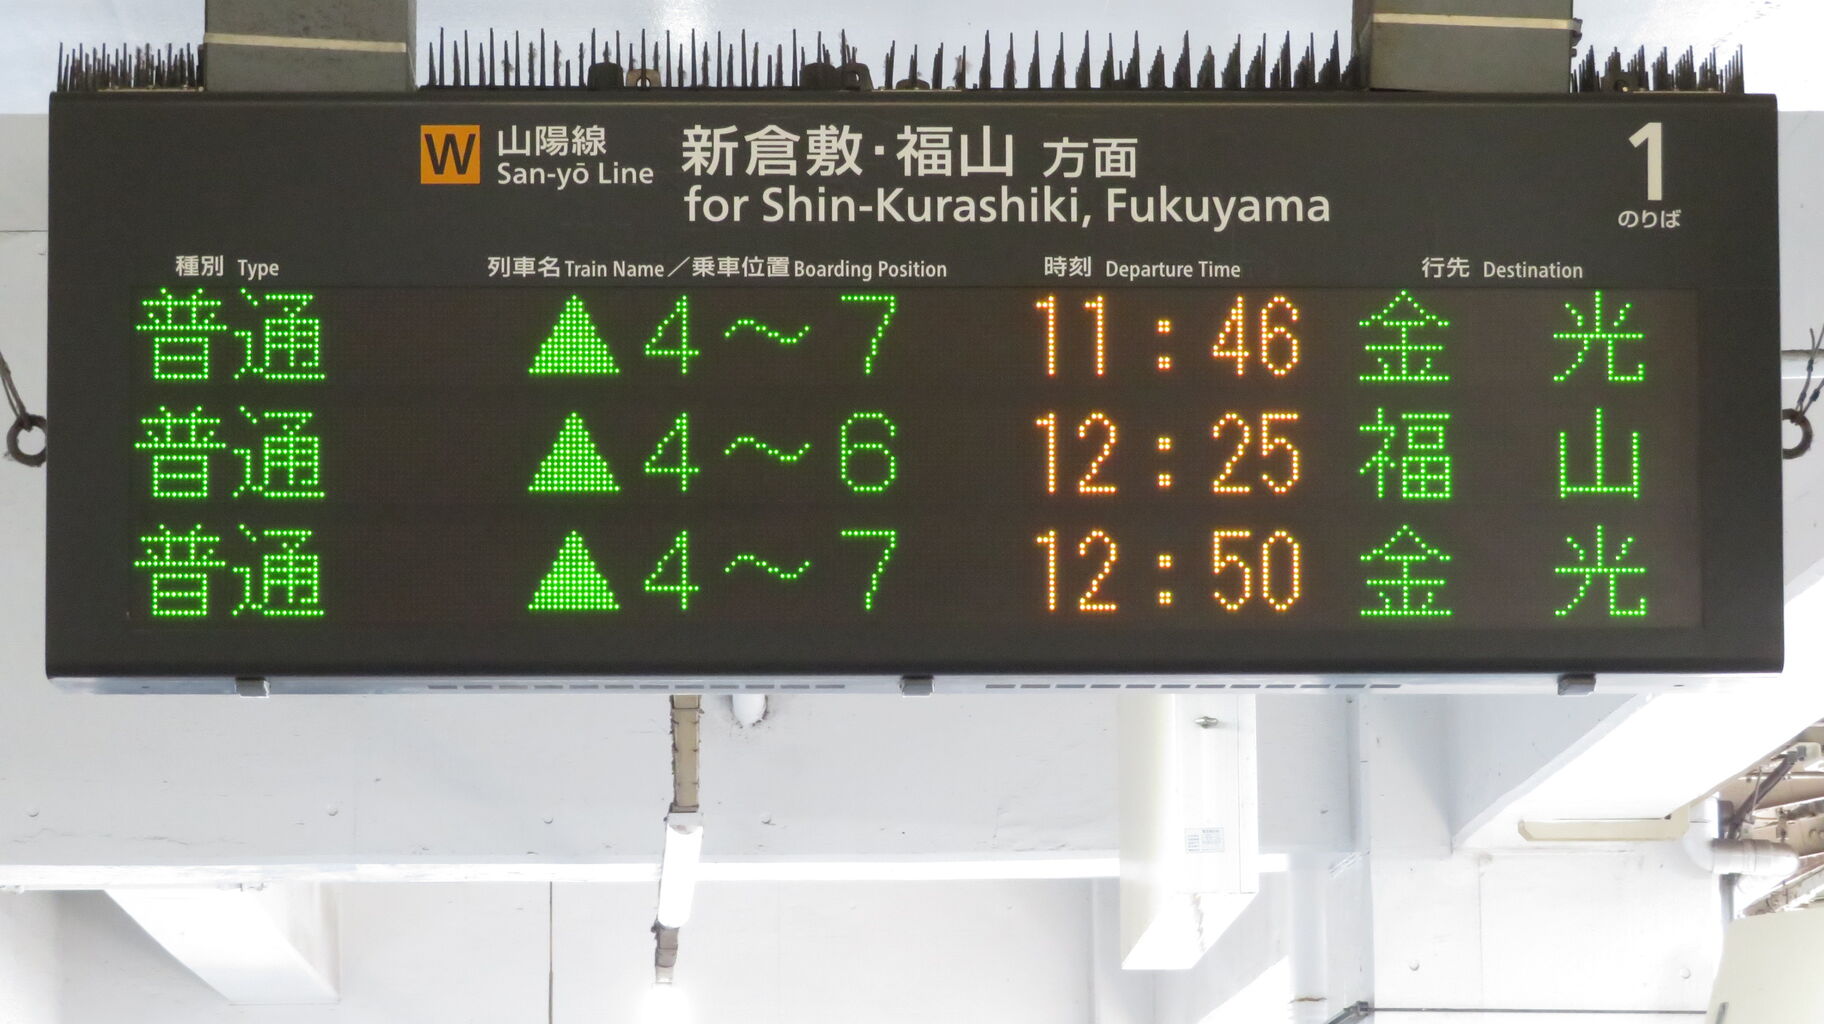 W 山陽線 新倉敷・福山 方面 1
San-yō Line for Shin-Kurashiki, Fukuyama のりば
種別 Type 列車名 Train Name／乗車位置 Boarding Position 時刻 Departure Time 行先 Destination
普通 ▲4〜7 11:46 金光
普通 ▲4〜6 12:25 福山
普通 ▲4〜7 12:50 金光